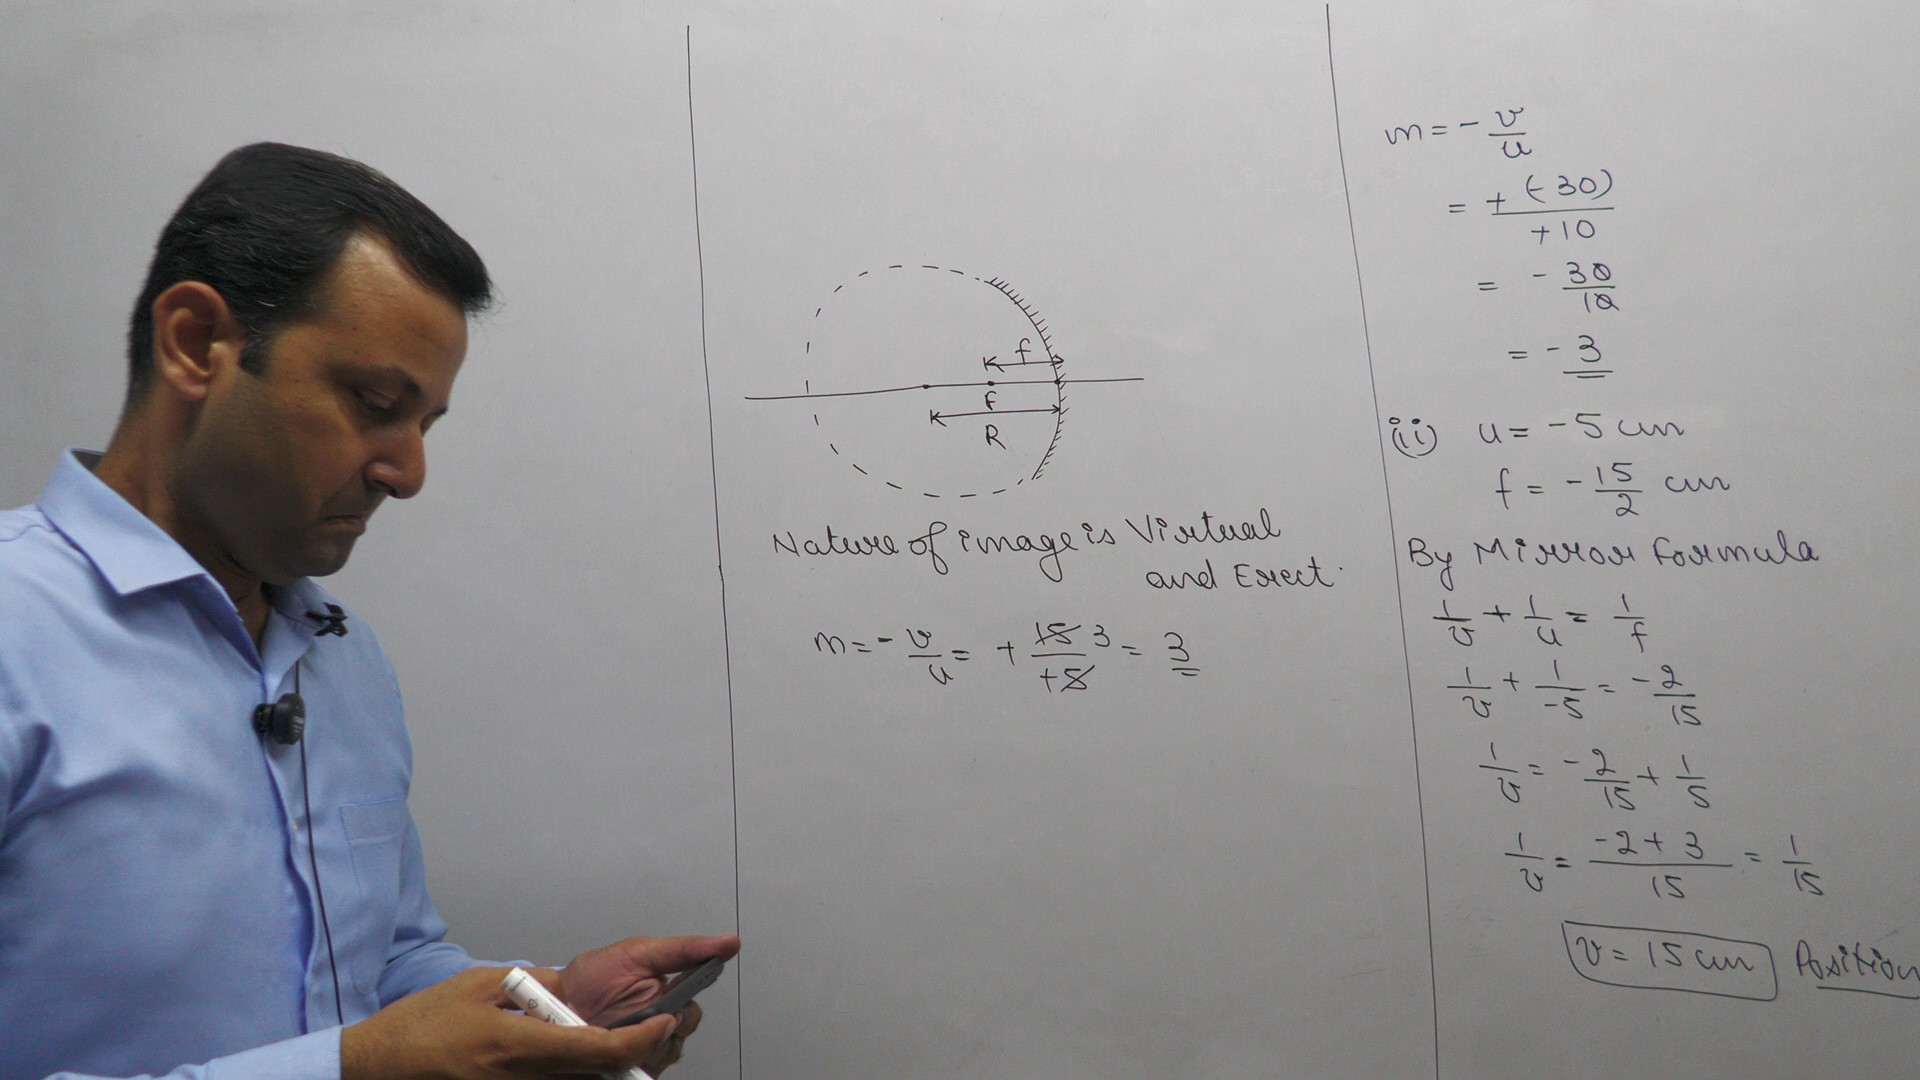 f
F
R
Nature of image is Virtual
and Erect.
m = - v/u = + 15/+5 3 = 3
m = - v/u
= + (-30)/+10
= - 30/10
= - 3
(ii) u = -5 cm
f = - 15/2 cm
By Mirror Formula
1/v + 1/u = 1/f
1/v + 1/-5 = - 2/15
1/v = - 2/15 + 1/5
1/v = -2 + 3/15 = 1/15
v = 15 cm Position